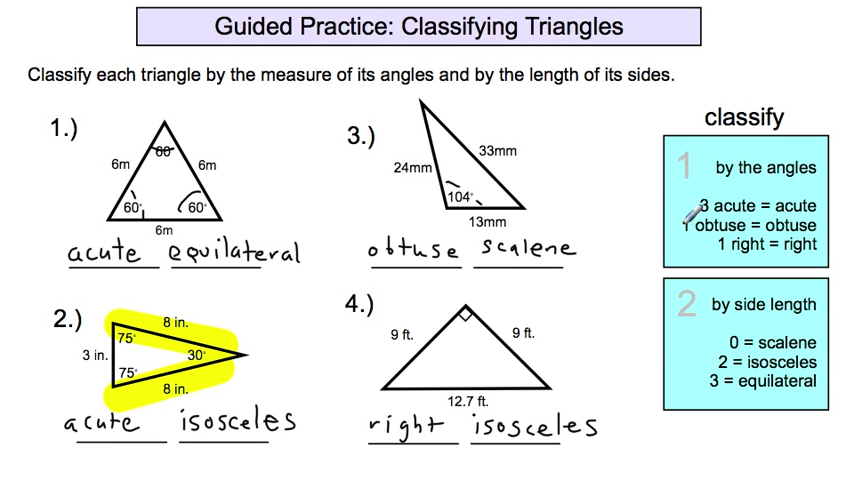 Guided Practice: Classifying Triangles
Classify each triangle by the measure of its angles and by the length of its sides.
1.)
60°
6m
6m
60°
60°
6m
acute equilateral
2.)
8 in.
75°
3 in.
30°
75°
8 in.
acute isosceles
3.)
33mm
24mm
104°
13mm
obtuse scalene
4.)
9 ft.
9 ft.
12.7 ft.
right isosceles
classify
1 by the angles
3 acute = acute
1 obtuse = obtuse
1 right = right
2 by side length
0 = scalene
2 = isosceles
3 = equilateral